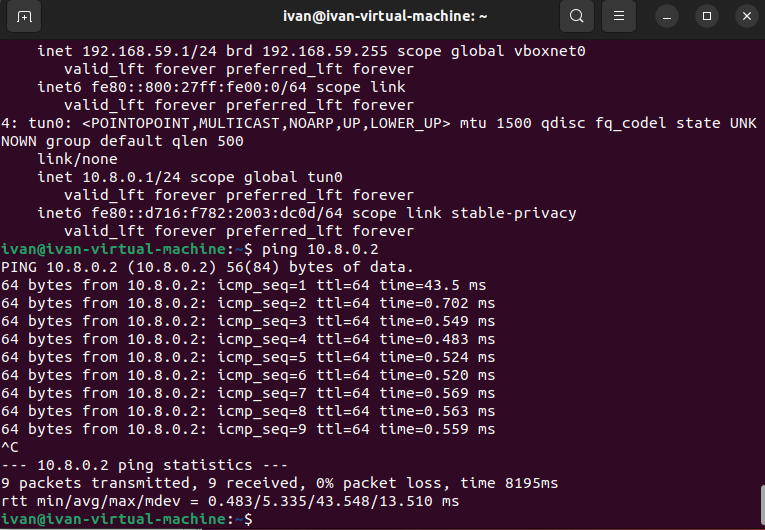 ivan@ivan-virtual-machine: ~
inet 192.168.59.1/24 brd 192.168.59.255 scope global vboxnet0
valid_lft forever preferred_lft forever
inet6 fe80::800:27ff:fe00:0/64 scope link
valid_lft forever preferred_lft forever
4: tun0: <POINTOPOINT,MULTICAST,NOARP,UP,LOWER_UP> mtu 1500 qdisc fq_codel state UNK
NOWN group default qlen 500
link/none
inet 10.8.0.1/24 scope global tun0
valid_lft forever preferred_lft forever
inet6 fe80::d716:f782:2003:dc0d/64 scope link stable-privacy
valid_lft forever preferred_lft forever
ivan@ivan-virtual-machine:~$ ping 10.8.0.2
PING 10.8.0.2 (10.8.0.2) 56(84) bytes of data.
64 bytes from 10.8.0.2: icmp_seq=1 ttl=64 time=43.5 ms
64 bytes from 10.8.0.2: icmp_seq=2 ttl=64 time=0.702 ms
64 bytes from 10.8.0.2: icmp_seq=3 ttl=64 time=0.549 ms
64 bytes from 10.8.0.2: icmp_seq=4 ttl=64 time=0.483 ms
64 bytes from 10.8.0.2: icmp_seq=5 ttl=64 time=0.524 ms
64 bytes from 10.8.0.2: icmp_seq=6 ttl=64 time=0.520 ms
64 bytes from 10.8.0.2: icmp_seq=7 ttl=64 time=0.569 ms
64 bytes from 10.8.0.2: icmp_seq=8 ttl=64 time=0.563 ms
64 bytes from 10.8.0.2: icmp_seq=9 ttl=64 time=0.559 ms
^C
--- 10.8.0.2 ping statistics ---
9 packets transmitted, 9 received, 0% packet loss, time 8195ms
rtt min/avg/max/mdev = 0.483/5.335/43.548/13.510 ms
ivan@ivan-virtual-machine:~$